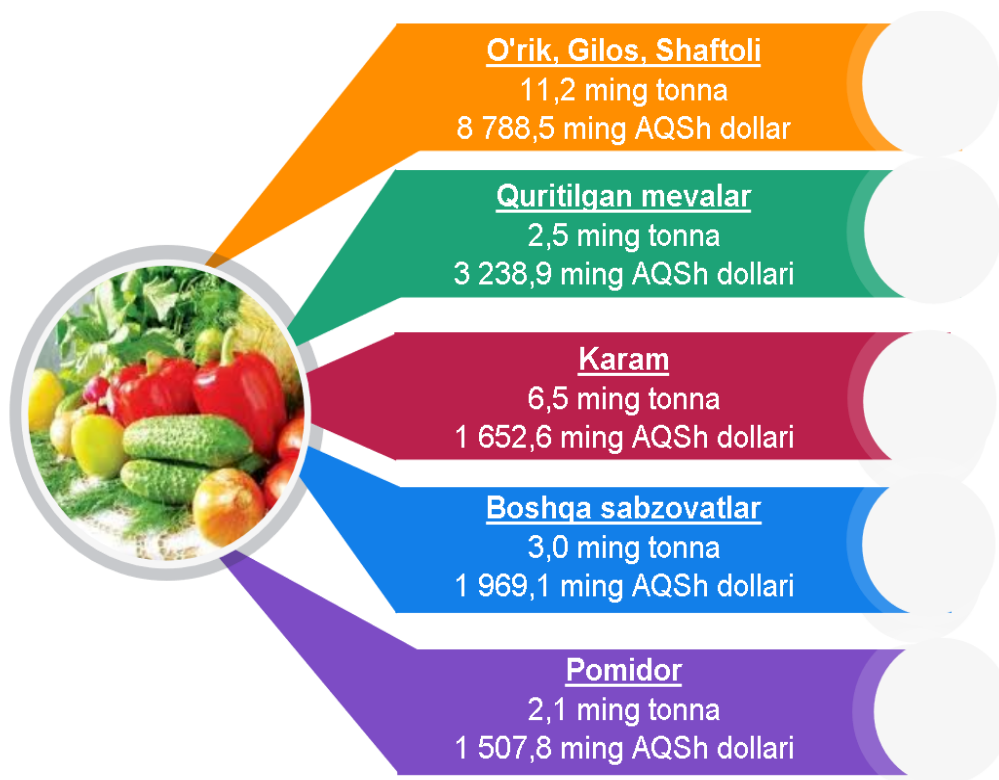 O'rik, Gilos, Shaftoli
11,2 ming tonna
8 788,5 ming AQSh dollar
Quritilgan mevalar
2,5 ming tonna
3 238,9 ming AQSh dollari
Karam
6,5 ming tonna
1 652,6 ming AQSh dollari
Boshqa sabzovatlar
3,0 ming tonna
1 969,1 ming AQSh dollari
Pomidor
2,1 ming tonna
1 507,8 ming AQSh dollari